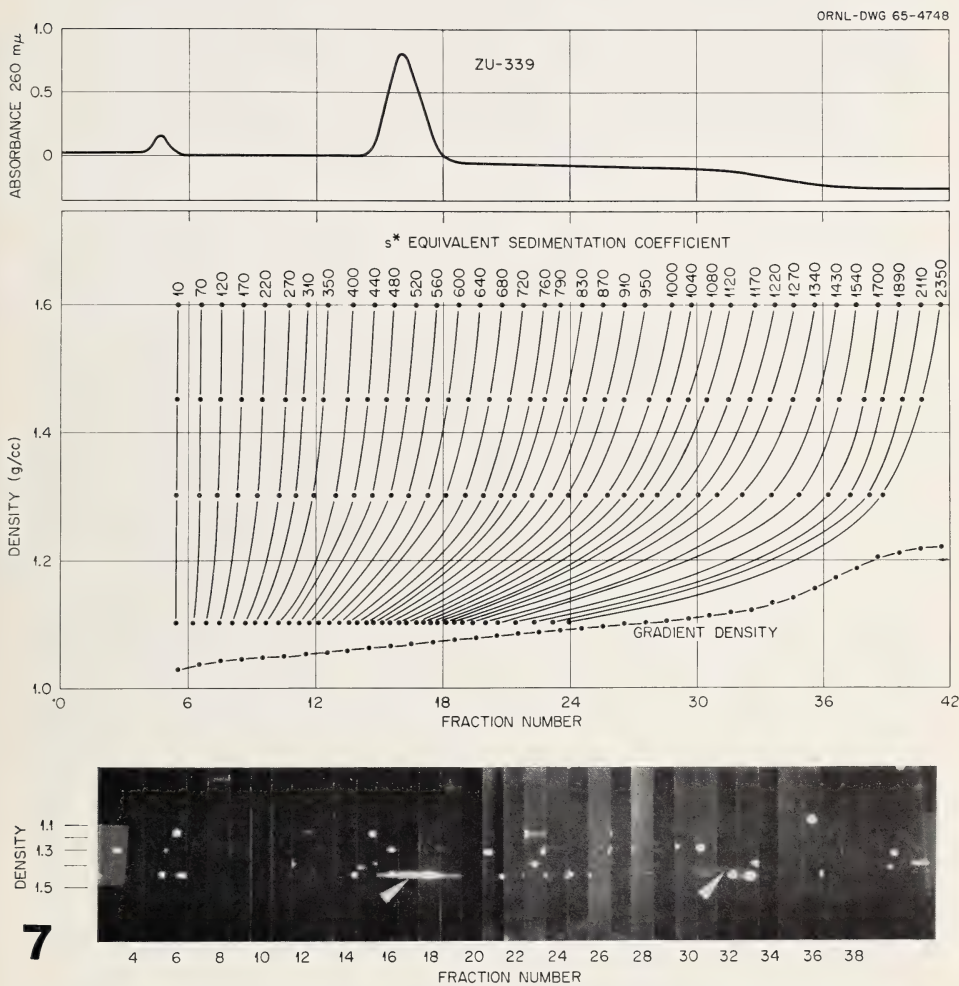 ORNL-DWG 65-4748
ABSORBANCE 260 mμ
1.0
0.5
0
ZU-339
s* EQUIVALENT SEDIMENTATION COEFFICIENT
10 70 120 170 220 270 310 350 400 440 480 520 560 600 640 680 720 760 790 830 870 910 950 1000 1040 1080 1120 1170 1220 1270 1340 1430 1540 1700 1890 2110 2350
DENSITY (g/cc)
1.6
1.4
1.2
1.0
GRADIENT DENSITY
0 6 12 18 24 30 36 42
FRACTION NUMBER
DENSITY
1.1
1.3
1.5
7
4 6 8 10 12 14 16 18 20 22 24 26 28 30 32 34 36 38
FRACTION NUMBER